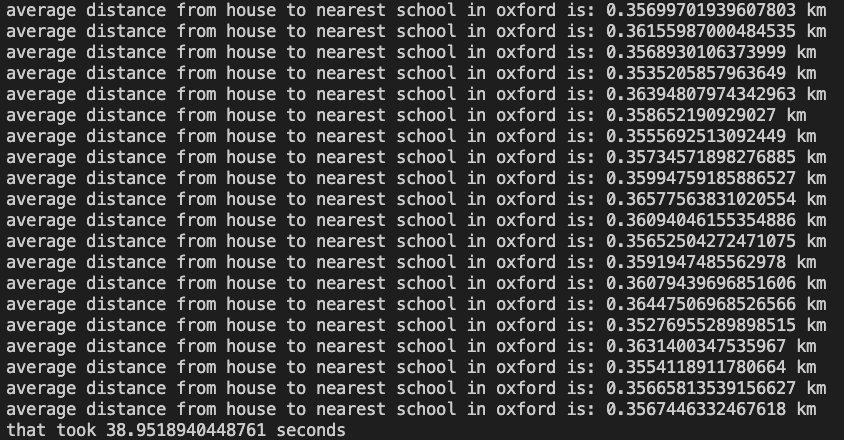 average distance from house to nearest school in oxford is: 0.35699701939607803 km
average distance from house to nearest school in oxford is: 0.36155987000484535 km
average distance from house to nearest school in oxford is: 0.3568930106373999 km
average distance from house to nearest school in oxford is: 0.3535205857963649 km
average distance from house to nearest school in oxford is: 0.36394807974342963 km
average distance from house to nearest school in oxford is: 0.358652190929027 km
average distance from house to nearest school in oxford is: 0.3555692513092449 km
average distance from house to nearest school in oxford is: 0.35734571898276885 km
average distance from house to nearest school in oxford is: 0.35994759185886527 km
average distance from house to nearest school in oxford is: 0.36577563831020554 km
average distance from house to nearest school in oxford is: 0.36094046155354886 km
average distance from house to nearest school in oxford is: 0.35652504272471075 km
average distance from house to nearest school in oxford is: 0.3591947485562978 km
average distance from house to nearest school in oxford is: 0.36079439696851606 km
average distance from house to nearest school in oxford is: 0.36447506968526566 km
average distance from house to nearest school in oxford is: 0.35276955289898515 km
average distance from house to nearest school in oxford is: 0.3631400347535967 km
average distance from house to nearest school in oxford is: 0.3554118911780664 km
average distance from house to nearest school in oxford is: 0.35665813539156627 km
average distance from house to nearest school in oxford is: 0.3567446332467618 km
that took 38.9518940448761 seconds